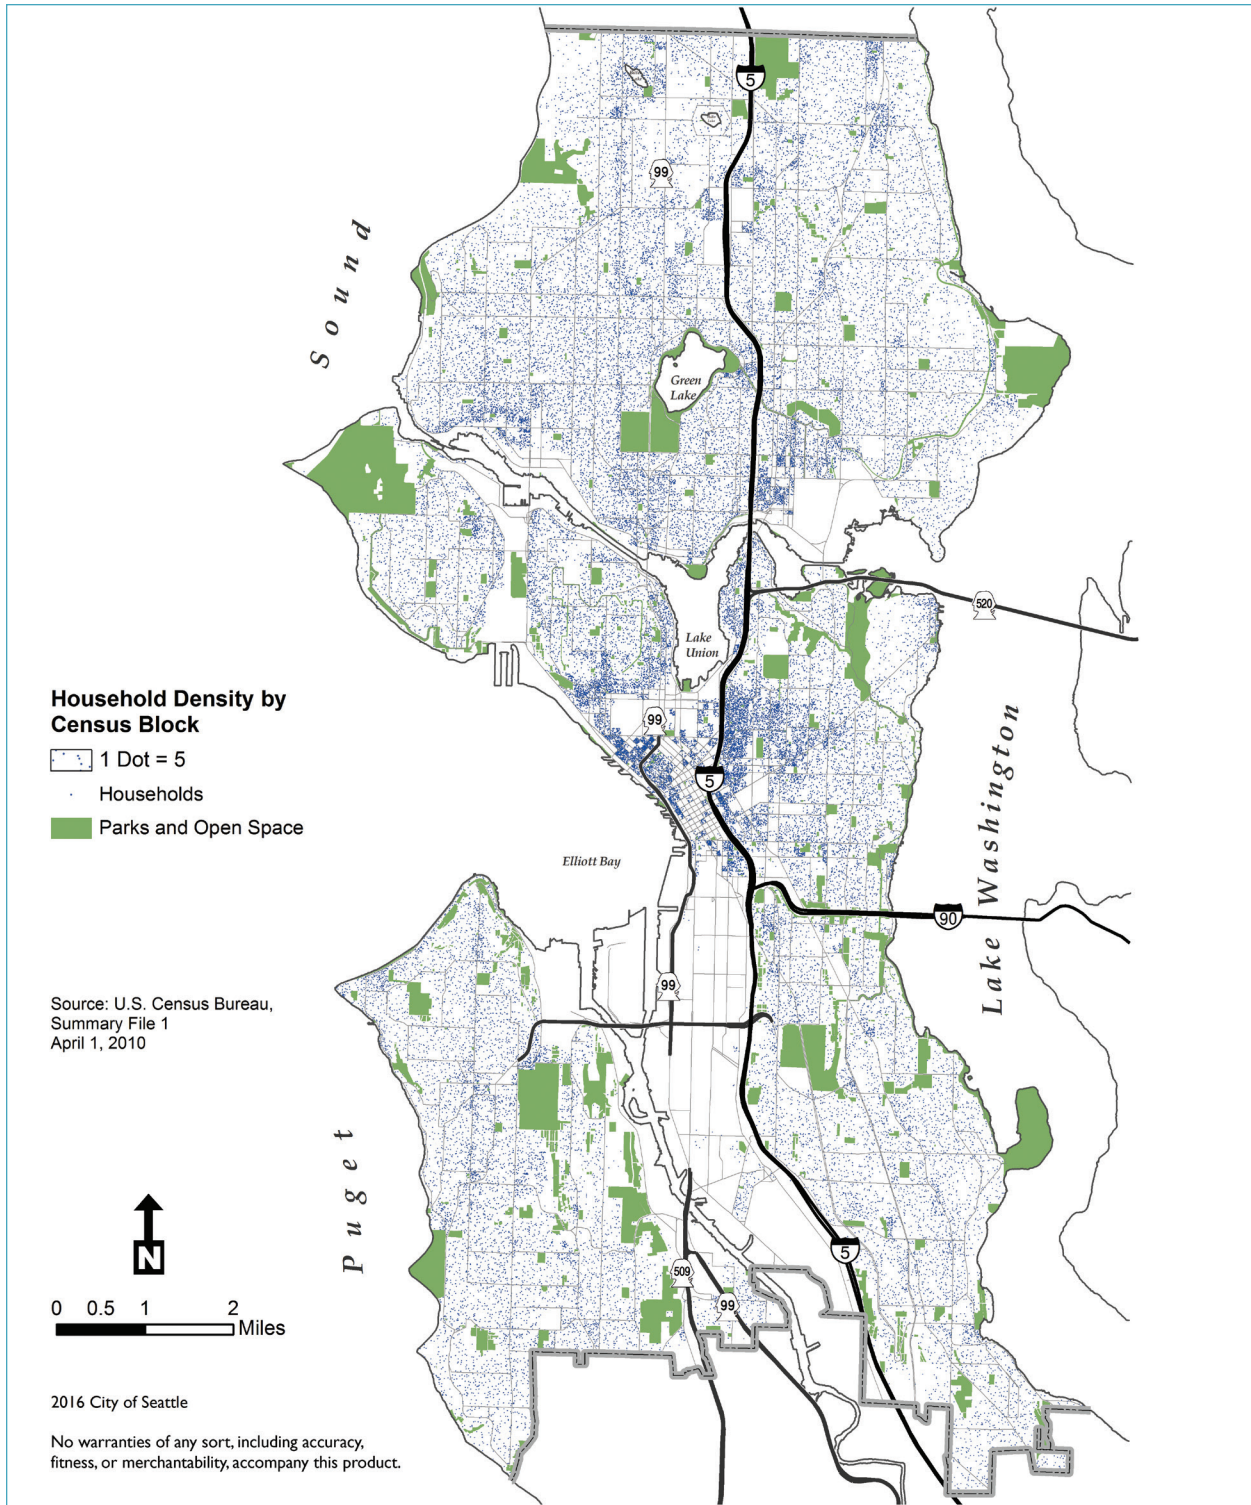 5
99
Sound
Green
Lake
520
Lake
Union
Household Density by
Census Block
1 Dot = 5
Households
Parks and Open Space
99
5
Lake Washington
Elliott Bay
90
99
Source: U.S. Census Bureau,
Summary File 1
April 1, 2010
Puget
N
5
509
99
0 0.5 1 2
Miles
2016 City of Seattle
No warranties of any sort, including accuracy,
fitness, or merchantability, accompany this product.